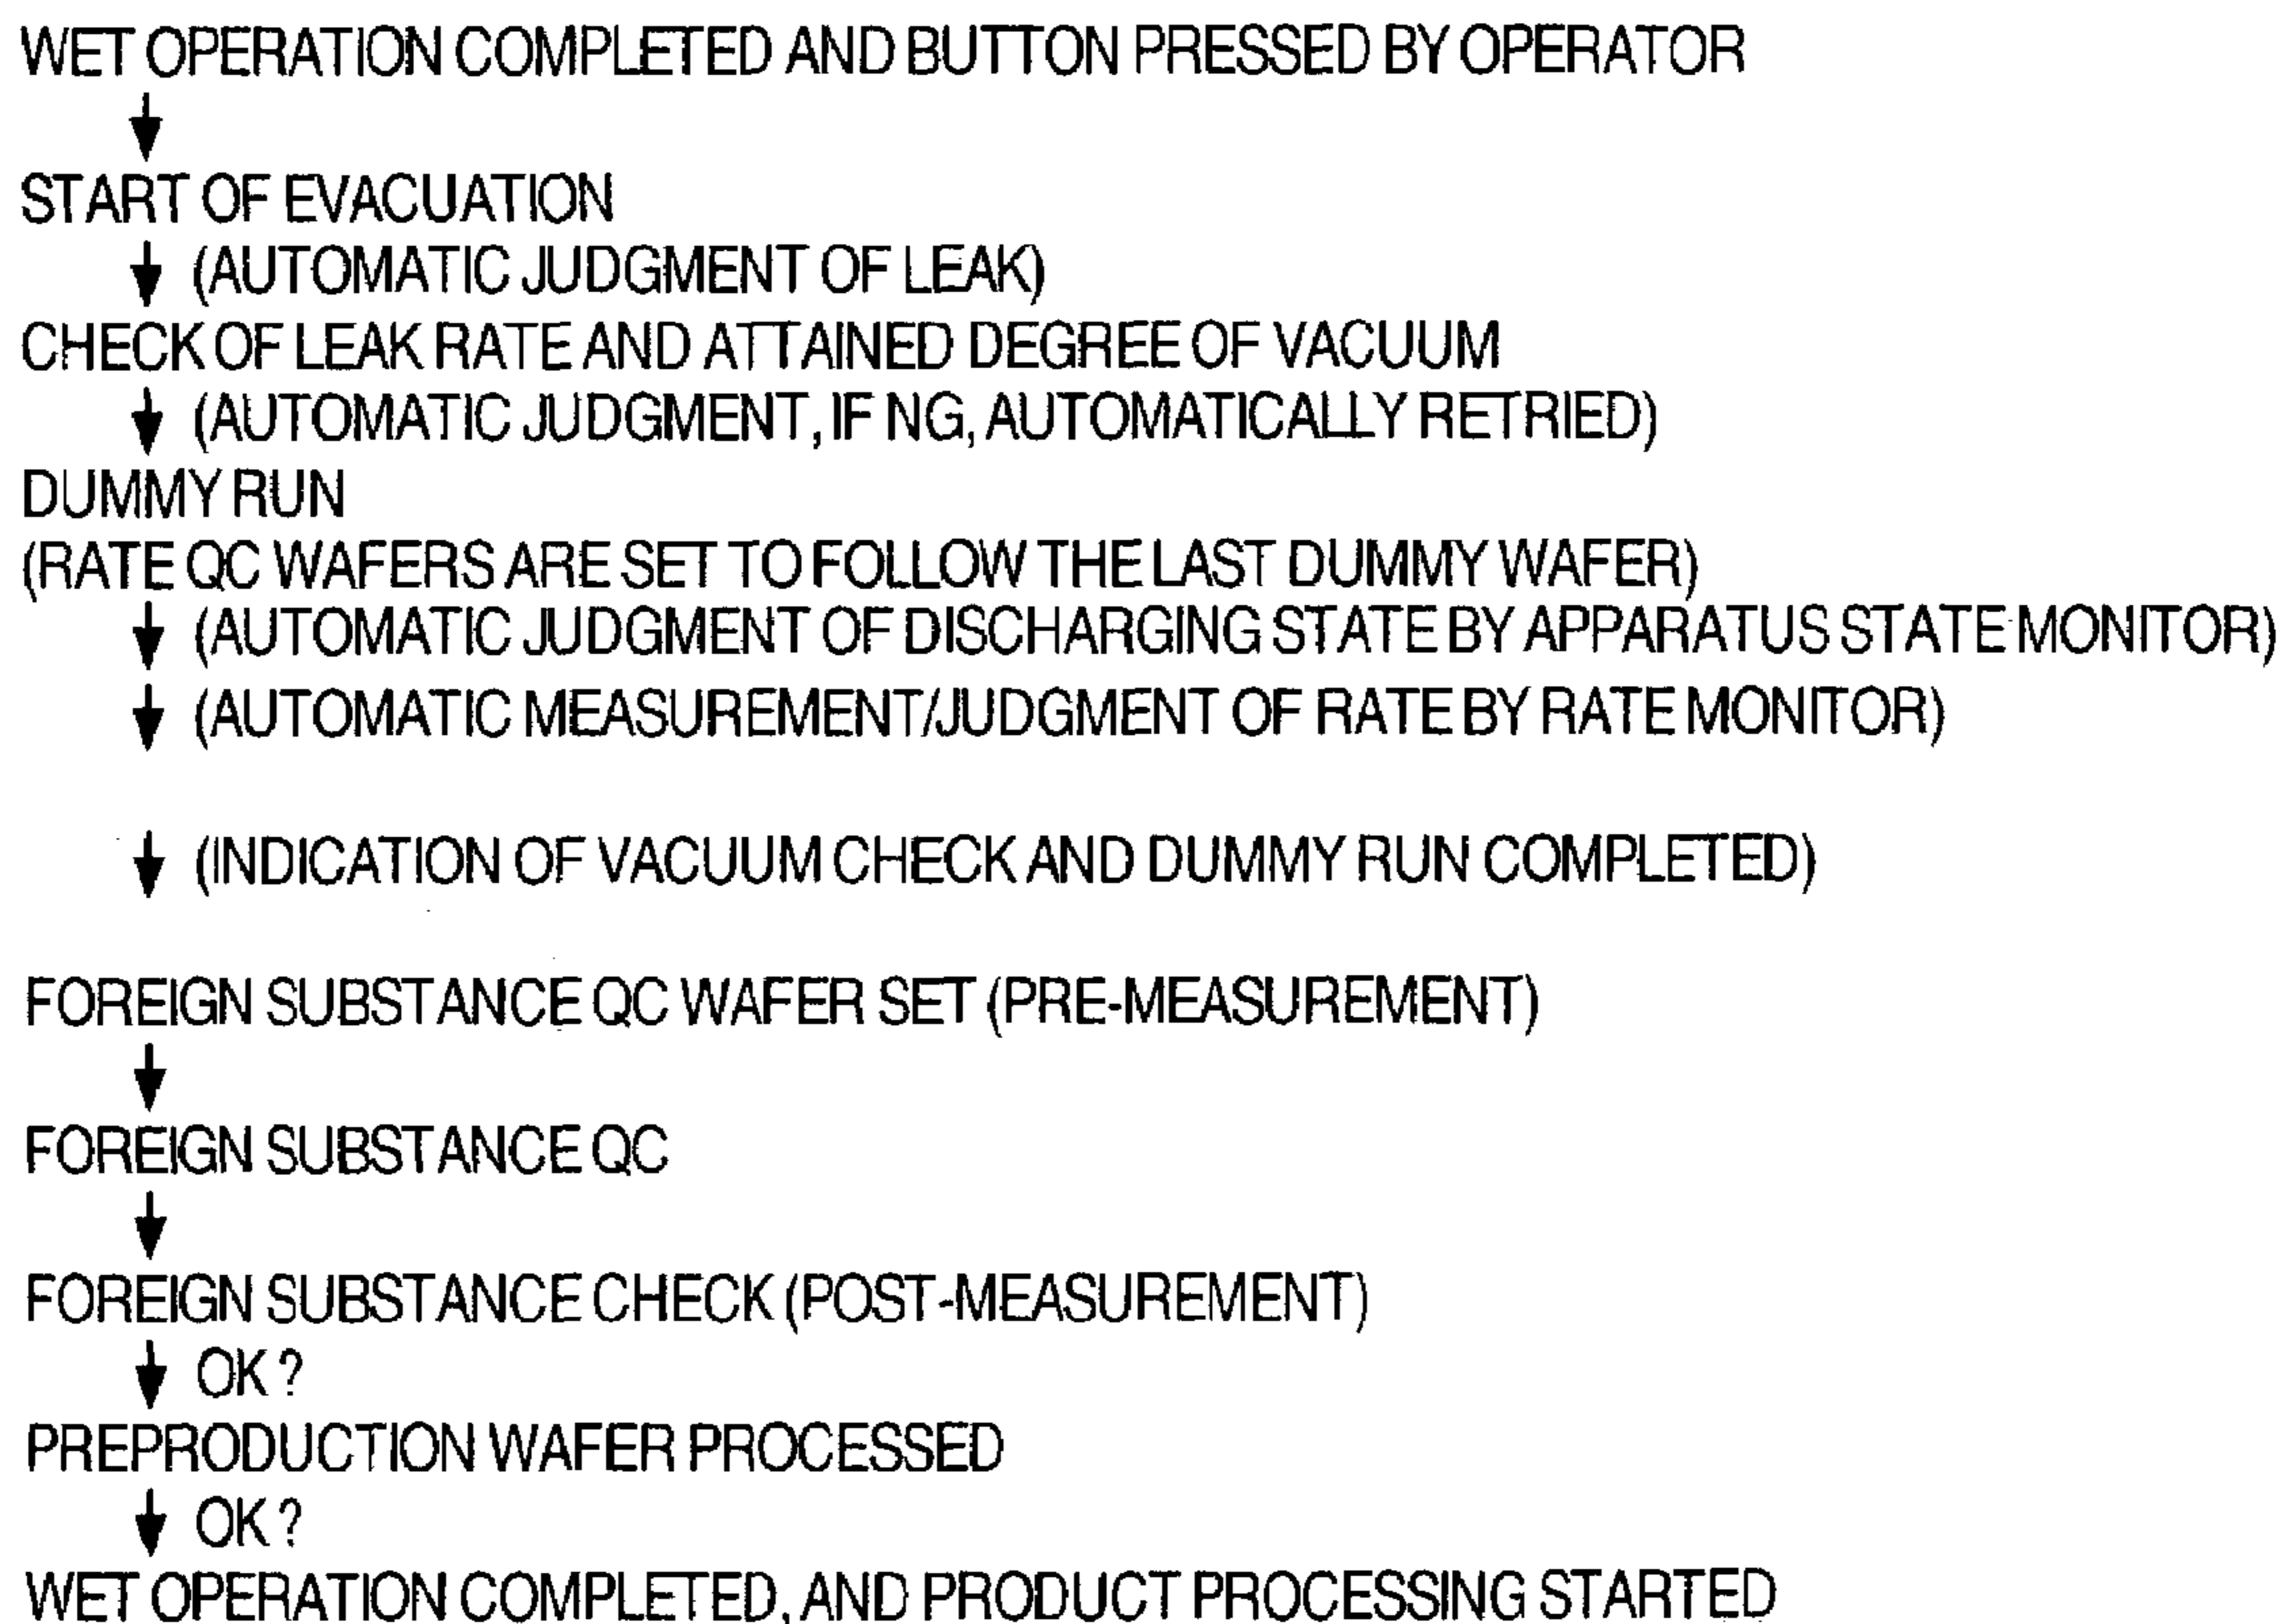 WET OPERATION COMPLETED AND BUTTON PRESSED BY OPERATOR
START OF EVACUATION
(AUTOMATIC JUDGMENT OF LEAK)
CHECK OF LEAK RATE AND ATTAINED DEGREE OF VACUUM
(AUTOMATIC JUDGMENT, IF NG, AUTOMATICALLY RETRIED)
DUMMY RUN
(RATE QC WAFERS ARE SET TO FOLLOW THE LAST DUMMY WAFER)
(AUTOMATIC JUDGMENT OF DISCHARGING STATE BY APPARATUS STATE MONITOR)
(AUTOMATIC MEASUREMENT/JUDGMENT OF RATE BY RATE MONITOR)
(INDICATION OF VACUUM CHECK AND DUMMY RUN COMPLETED)
FOREIGN SUBSTANCE QC WAFER SET (PRE-MEASUREMENT)
FOREIGN SUBSTANCE QC
FOREIGN SUBSTANCE CHECK (POST-MEASUREMENT)
OK?
PREPRODUCTION WAFER PROCESSED
OK?
WET OPERATION COMPLETED, AND PRODUCT PROCESSING STARTED